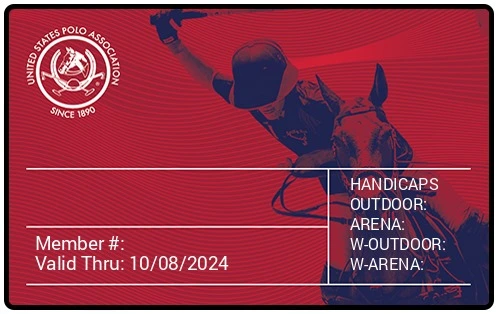 UNITED STATES POLO ASSOCIATION
SINCE 1890
HANDICAPS
OUTDOOR:
ARENA:
W-OUTDOOR:
W-ARENA:
Member #:
Valid Thru: 10/08/2024